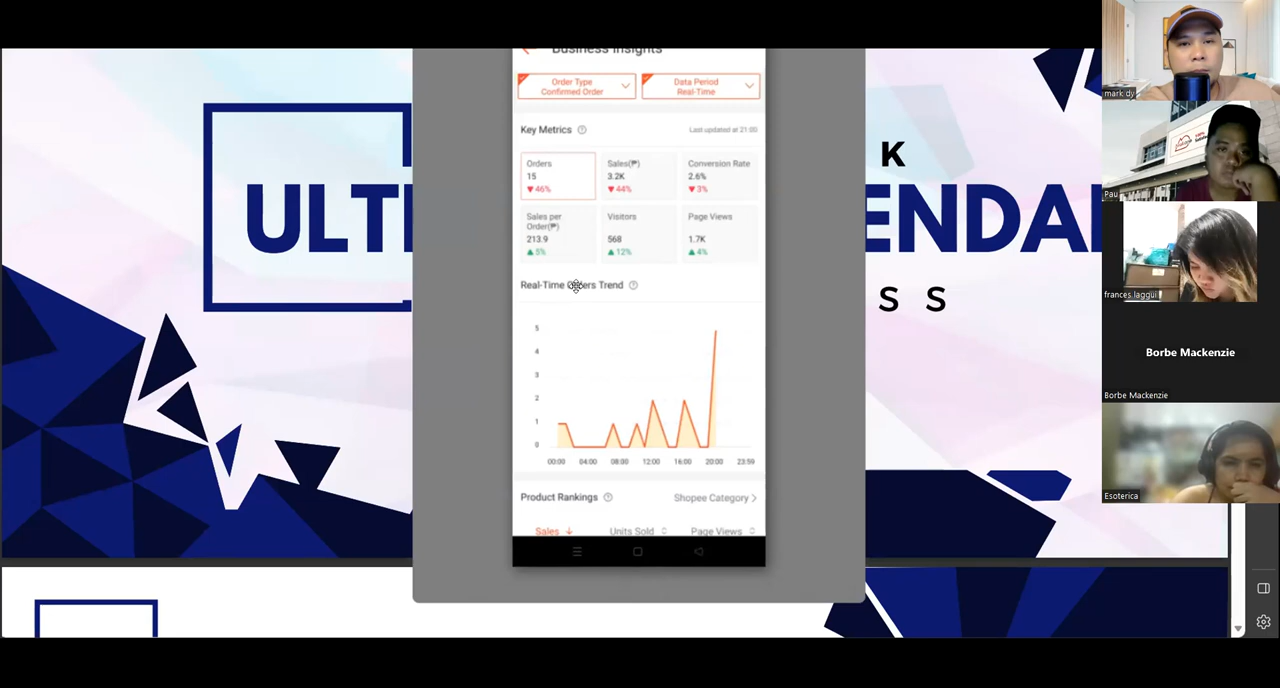 Business Insights
Order Type
Confirmed Order
Data Period
Real-Time
Key Metrics
Last updated at 21:00
Orders
15
▼46%
Sales(₱)
3.2K
▼44%
Conversion Rate
2.6%
▼3%
Sales per
Order(₱)
213.9
▲5%
Visitors
568
▲12%
Page Views
1.7K
▲4%
Real-Time Orders Trend
5
4
3
2
1
0
00:00 04:00 08:00 12:00 16:00 20:00 23:59
Product Rankings
Shopee Category >
Sales ↓
Units Sold
Page Views
ULT
K
ENDA
S S
mark dy
Pau
frances laggui
Borbe Mackenzie
Borbe Mackenzie
Esoterica